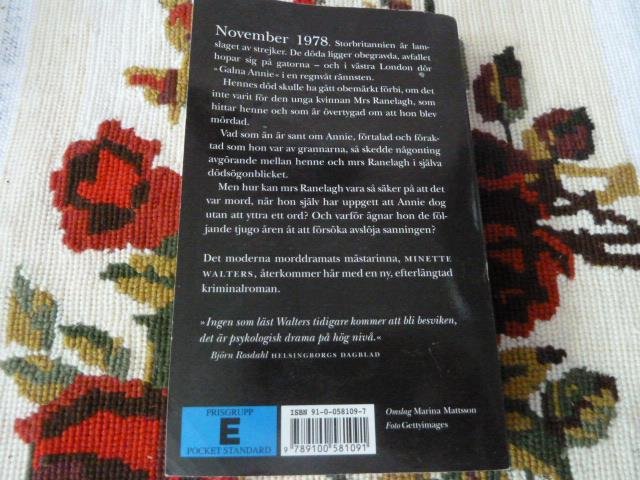 November 1978. Storbritannien är lam-
slaget av strejker. De döda ligger obegravda, avfallet
hopar sig på gatorna – och i västra London dör
»Galna Annie« i en regnvåt rännsten.
Hennes död skulle ha gått obemärkt förbi, om det
inte varit för den unga kvinnan Mrs Ranelagh, som
hittar henne och som är övertygad om att hon blev
mördad.
Vad som än är sant om Annie, förtalad och förak-
tad som hon var av grannarna, så skedde någonting
avgörande mellan henne och mrs Ranelagh i själva
dödsögonblicket.
Men hur kan mrs Ranelagh vara så säker på att det
var mord, när hon själv har uppgett att Annie dog
utan att yttra ett ord? Och varför ägnar hon de föl-
jande tjugo åren åt att försöka avslöja sanningen?
Det moderna morddramats mästarinna, MINETTE
WALTERS, återkommer här med en ny, efterlängtad
kriminalroman.
»Ingen som läst Walters tidigare kommer att bli besviken,
det är psykologisk drama på hög nivå.«
Björn Rosdahl HELSINGBORGS DAGBLAD
PRISGRUPP
E
POCKET STANDARD
ISBN 91-0-058109-7
9 789100 581091
Omslag Marina Mattsson
Foto Gettyimages